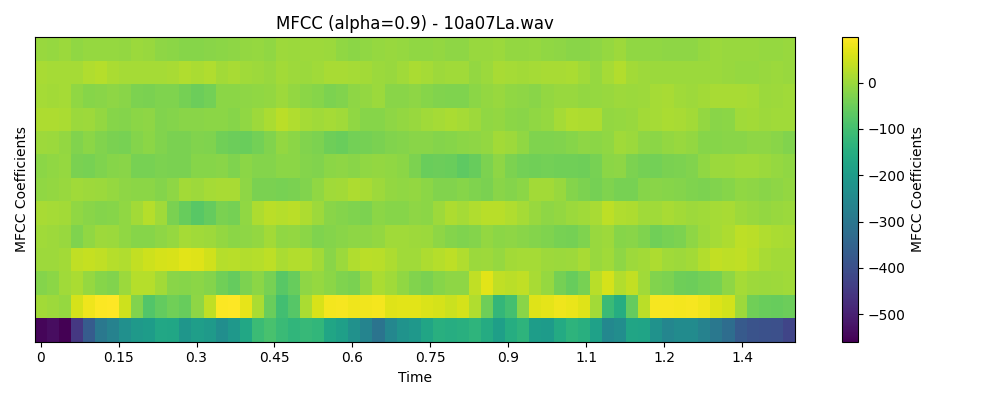 MFCC (alpha=0.9) - 10a07La.wav
MFCC Coefficients
0
−100
−200
−300
−400
−500
MFCC Coefficients
0 0.15 0.3 0.45 0.6 0.75 0.9 1.1 1.2 1.4
Time